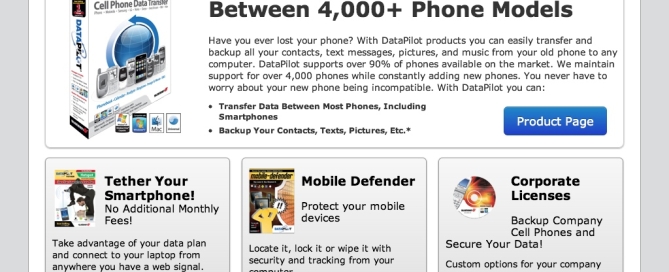 Cell Phone Data Transfer
Between 4,000+ Phone Models
DATAPILOT
Have you ever lost your phone? With DataPilot products you can easily transfer and
backup all your contacts, text messages, pictures, and music from your old phone to any
computer. DataPilot supports over 90% of phones available on the market. We maintain
support for over 4,000 phones while constantly adding new phones. You never have to
worry about your new phone being incompatible. With DataPilot you can:
• Transfer Data Between Most Phones, Including
Smartphones
• Backup Your Contacts, Texts, Pictures, Etc.*
Product Page
Mac
Tether Your
Smartphone!
No Additional Monthly
Fees!
Take advantage of your data plan
and connect to your laptop from
anywhere you have a web signal.
mobile-defender
Mobile Defender
Protect your mobile
devices
Locate it, lock it or wipe it with
security and tracking from your
computer
Corporate
Licenses
Backup Company
Cell Phones and
Secure Your Data!
Custom options for your company